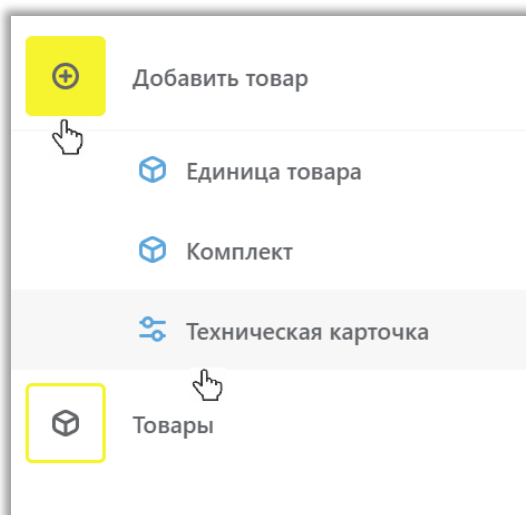 Добавить товар
Единица товара
Комплект
Техническая карточка
Товары